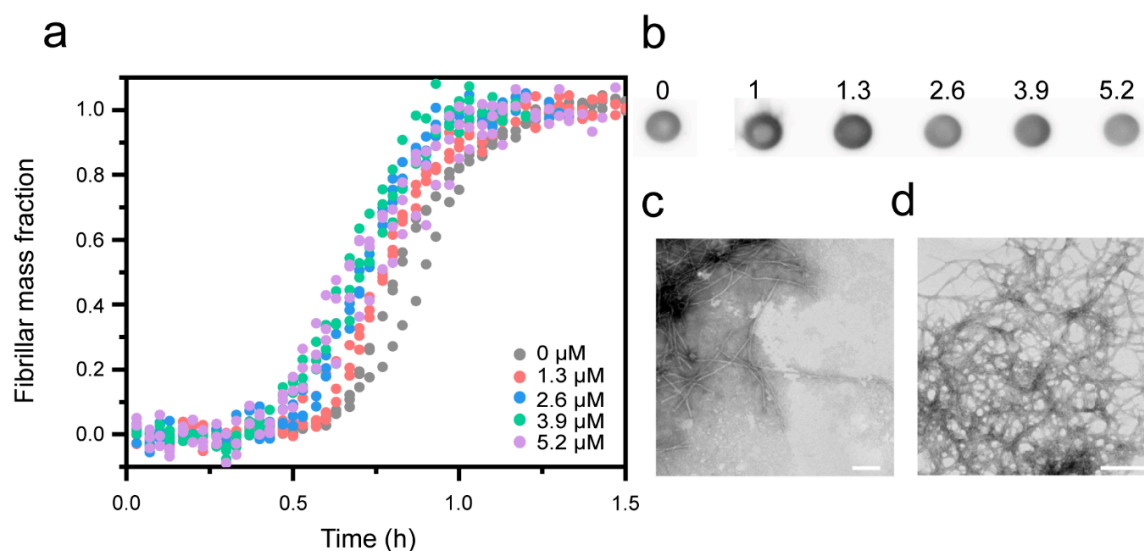 a
1.0
0.8
0.6
0.4
0.2
0.0
Fibrillar mass fraction
0.0 0.5 1.0 1.5
Time (h)
0 µM
1.3 µM
2.6 µM
3.9 µM
5.2 µM
b
0 1 1.3 2.6 3.9 5.2
c
d